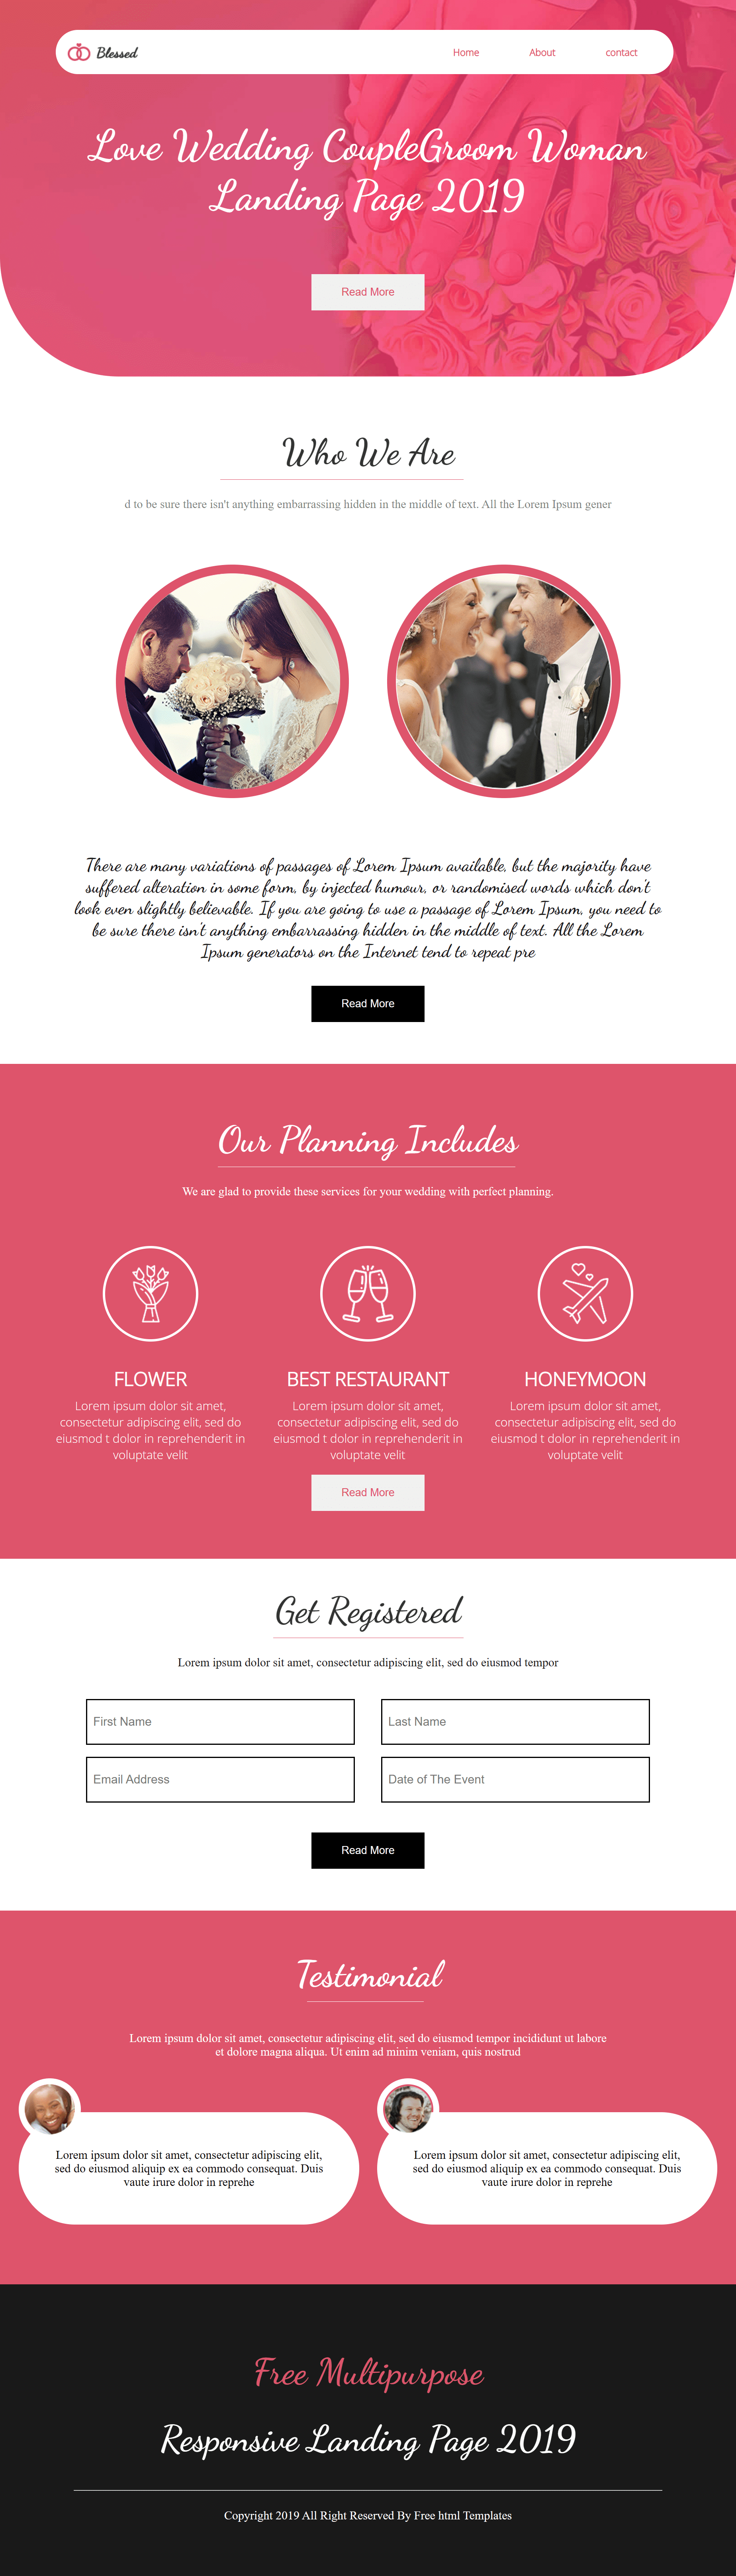 Blessed
Home About contact
Love Wedding CoupleGroom Woman
Landing Page 2019
Read More
Who We Are
d to be sure there isn't anything embarrassing hidden in the middle of text. All the Lorem Ipsum gener
There are many variations of passages of Lorem Ipsum available, but the majority have
suffered alteration in some form, by injected humour, or randomised words which don't
look even slightly believable. If you are going to use a passage of Lorem Ipsum, you need to
be sure there isn't anything embarrassing hidden in the middle of text. All the Lorem
Ipsum generators on the Internet tend to repeat pre
Read More
Our Planning Includes
We are glad to provide these services for your wedding with perfect planning.
FLOWER
Lorem ipsum dolor sit amet,
consectetur adipiscing elit, sed do
eiusmod t dolor in reprehenderit in
voluptate velit
BEST RESTAURANT
Lorem ipsum dolor sit amet,
consectetur adipiscing elit, sed do
eiusmod t dolor in reprehenderit in
voluptate velit
HONEYMOON
Lorem ipsum dolor sit amet,
consectetur adipiscing elit, sed do
eiusmod t dolor in reprehenderit in
voluptate velit
Read More
Get Registered
Lorem ipsum dolor sit amet, consectetur adipiscing elit, sed do eiusmod tempor
First Name
Last Name
Email Address
Date of The Event
Read More
Testimonial
Lorem ipsum dolor sit amet, consectetur adipiscing elit, sed do eiusmod tempor incididunt ut labore
et dolore magna aliqua. Ut enim ad minim veniam, quis nostrud
Lorem ipsum dolor sit amet, consectetur adipiscing elit,
sed do eiusmod aliquip ex ea commodo consequat. Duis
vaute irure dolor in reprehe
Lorem ipsum dolor sit amet, consectetur adipiscing elit,
sed do eiusmod aliquip ex ea commodo consequat. Duis
vaute irure dolor in reprehe
Free Multipurpose
Responsive Landing Page 2019
Copyright 2019 All Right Reserved By Free html Templates